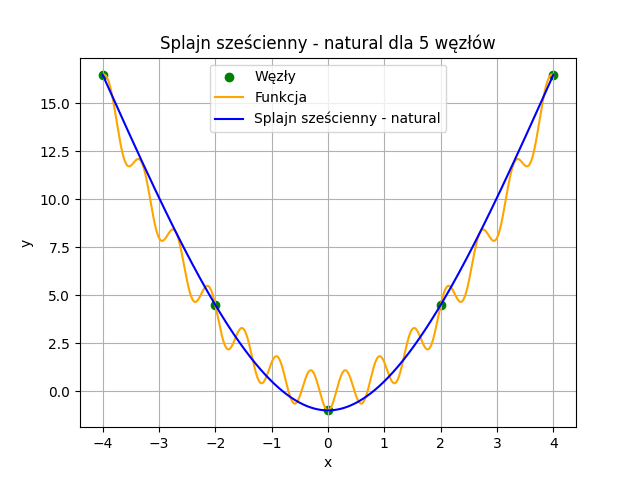 Splajn sześcienny - natural dla 5 węzłów
Węzły
Funkcja
Splajn sześcienny - natural
15.0
12.5
10.0
7.5
5.0
2.5
0.0
y
−4 −3 −2 −1 0 1 2 3 4
x